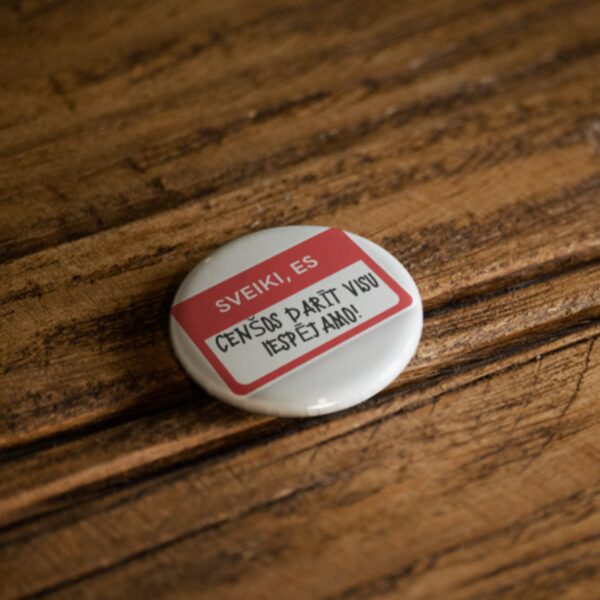 SVEIKI, ES
CENŠOS DARĪT VISU
IESPĒJAMO!